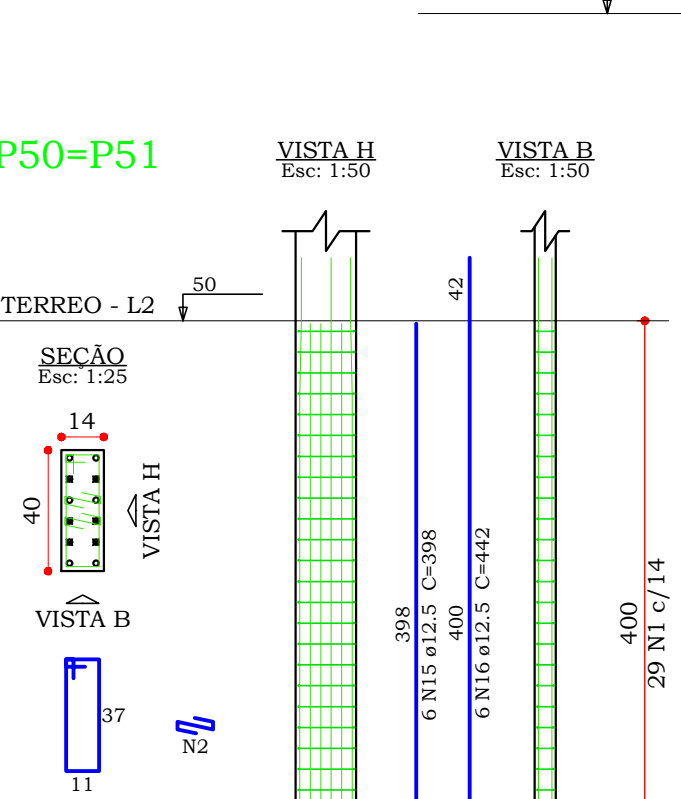 P50=P51
VISTA H
Esc: 1:50
VISTA B
Esc: 1:50
50
TERREO - L2
42
SEÇÃO
Esc: 1:25
14
40
VISTA H
VISTA B
398
6 N15 ø12.5 C=398
400
6 N16 ø12.5 C=442
400
29 N1 c/14
37
11
N2